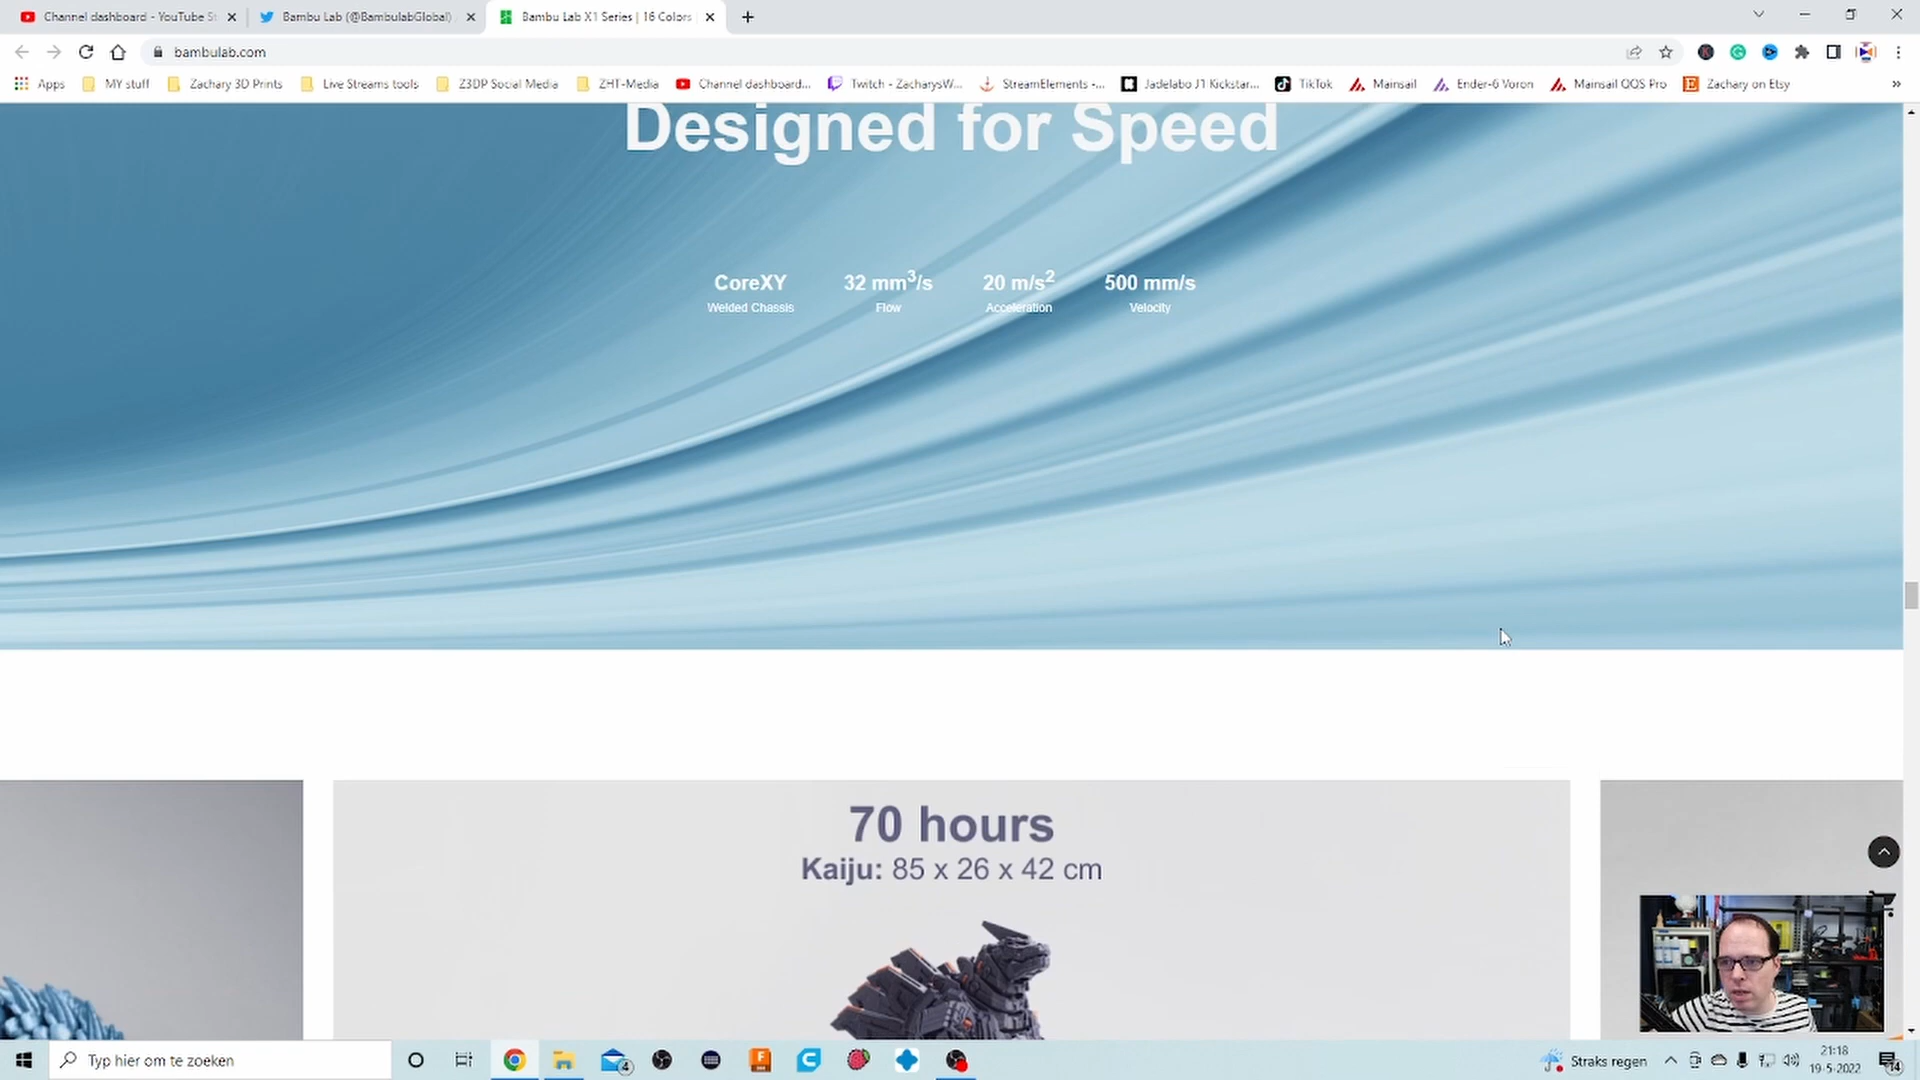 Channel dashboard - YouTube St
Bambu Lab (@BambulabGlobal)
Bambu Lab X1 Series | 16 Colors
bambulab.com
Apps
MY stuff
Zachary 3D Prints
Live Streams tools
Z3DP Social Media
ZHT-Media
Channel dashboard...
Twitch - ZacharysW...
StreamElements -...
Jadelabo J1 Kickstar...
TikTok
Mainsail
Ender-6 Voron
Mainsail QQS Pro
Zachary on Etsy
»
Designed for Speed
CoreXY
Welded Chassis
32 mm³/s
Flow
20 m/s²
Acceleration
500 mm/s
Velocity
70 hours
Kaiju: 85 x 26 x 42 cm
Typ hier om te zoeken
4
Straks regen
21:18
19-5-2022
14